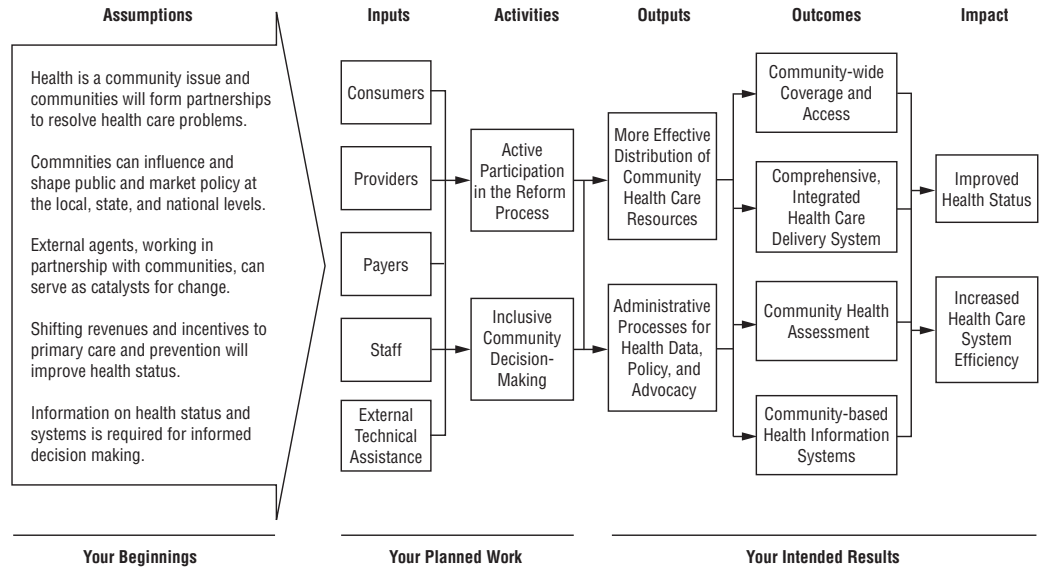 Assumptions
Inputs
Activities
Outputs
Outcomes
Impact
Health is a community issue and
communities will form partnerships
to resolve health care problems.
Commnities can influence and
shape public and market policy at
the local, state, and national levels.
External agents, working in
partnership with communities, can
serve as catalysts for change.
Shifting revenues and incentives to
primary care and prevention will
improve health status.
Information on health status and
systems is required for informed
decision making.
Consumers
Providers
Payers
Staff
External
Technical
Assistance
Active
Participation
in the Reform
Process
Inclusive
Community
Decision-
Making
More Effective
Distribution of
Community
Health Care
Resources
Administrative
Processes for
Health Data,
Policy, and
Advocacy
Community-wide
Coverage and
Access
Comprehensive,
Integrated
Health Care
Delivery System
Community Health
Assessment
Community-based
Health Information
Systems
Improved
Health Status
Increased
Health Care
System
Efficiency
Your Beginnings
Your Planned Work
Your Intended Results